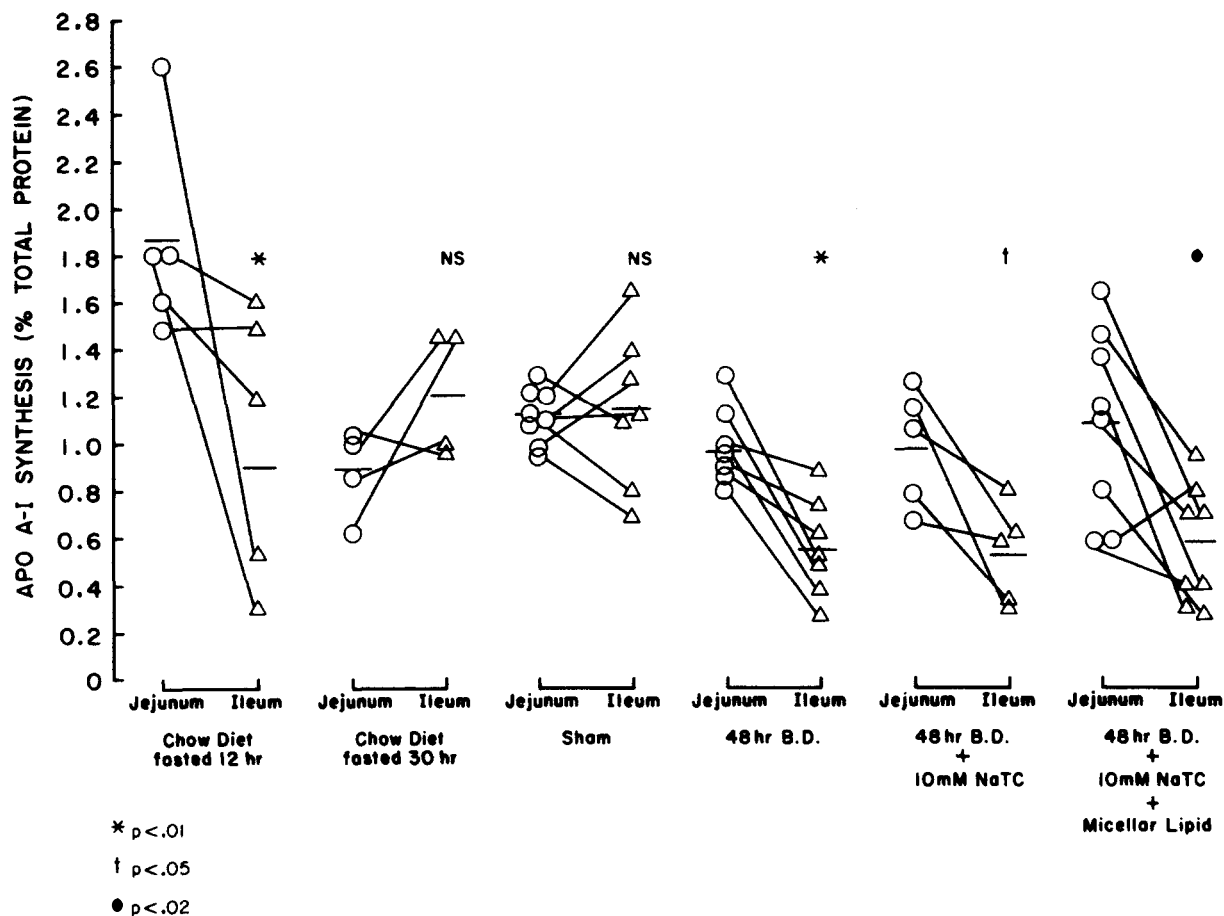 APO A-I SYNTHESIS (% TOTAL PROTEIN)
2.8
2.6
2.4
2.2
2.0
1.8
1.6
1.4
1.2
1.0
0.8
0.6
0.4
0.2
0
* NS NS * † ●
Jejunum Ileum Jejunum Ileum Jejunum Ileum Jejunum Ileum Jejunum Ileum Jejunum Ileum
Chow Diet
fasted 12 hr
Chow Diet
fasted 30 hr
Sham
48 hr B.D.
48 hr B.D.
+
10mM NaTC
48 hr B.D.
+
10mM NaTC
+
Micellar Lipid
* p<.01
† p<.05
● p<.02